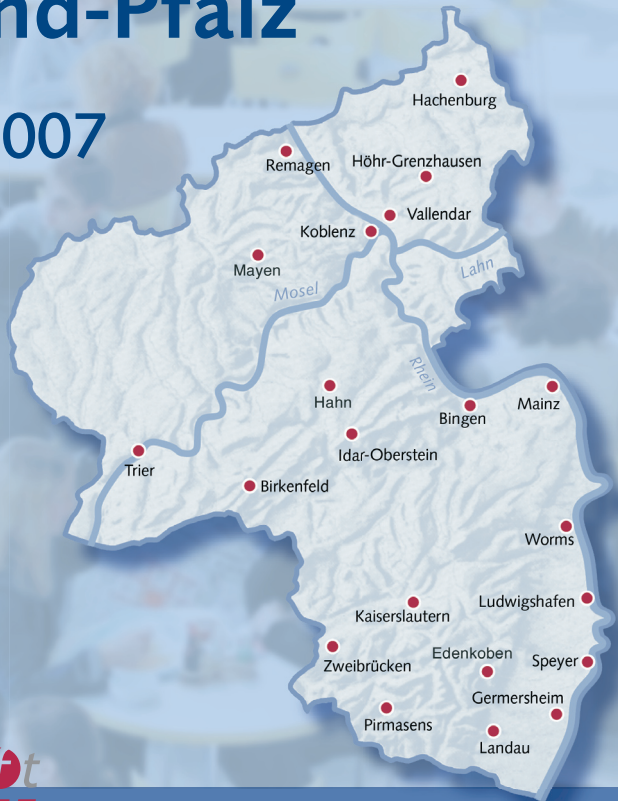 nd-Pfalz
007
Hachenburg
Remagen
Höhr-Grenzhausen
Vallendar
Koblenz
Mayen
Lahn
Mosel
Rhein
Hahn
Mainz
Bingen
Idar-Oberstein
Trier
Birkenfeld
Worms
Ludwigshafen
Kaiserslautern
Edenkoben
Speyer
Zweibrücken
Germersheim
Pirmasens
Landau
t